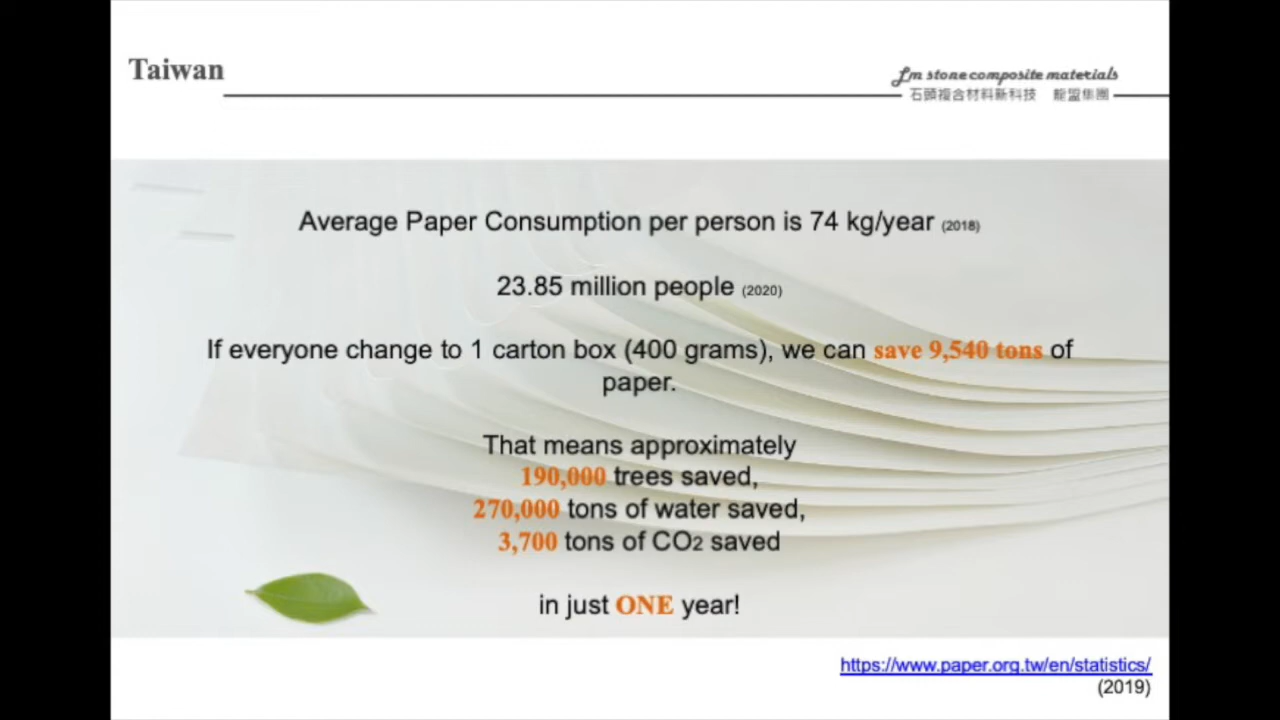 Taiwan
Lm stone composite materials
石頭複合材料新科技 龍盟集團
Average Paper Consumption per person is 74 kg/year (2018)
23.85 million people (2020)
If everyone change to 1 carton box (400 grams), we can save 9,540 tons of
paper.
That means approximately
190,000 trees saved,
270,000 tons of water saved,
3,700 tons of CO2 saved
in just ONE year!
https://www.paper.org.tw/en/statistics/
(2019)